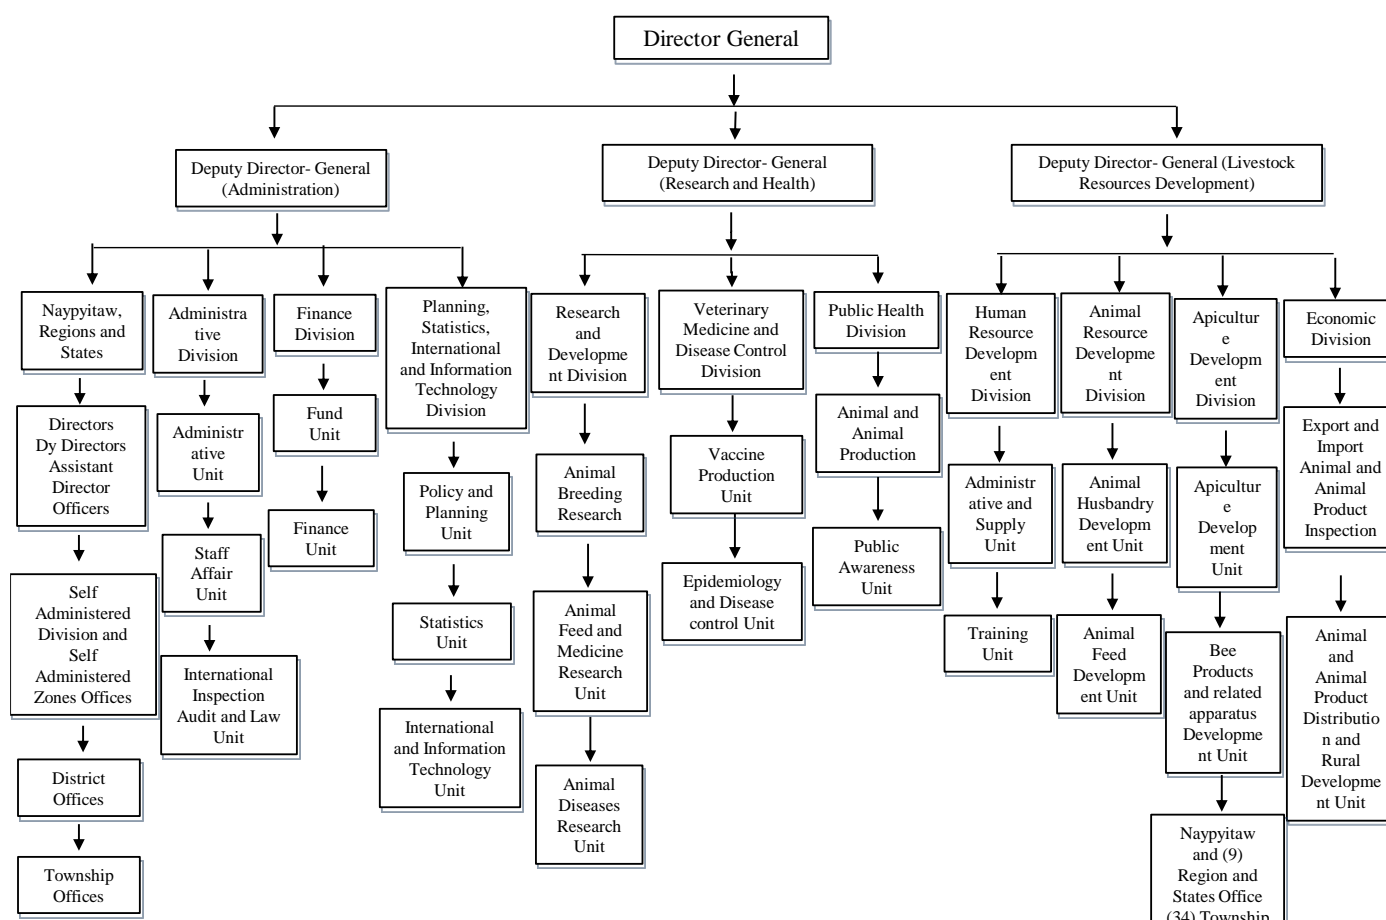 Director General
Deputy Director- General
(Administration)
Deputy Director- General
(Research and Health)
Deputy Director- General (Livestock
Resources Development)
Naypyitaw,
Regions and
States
Directors
Dy Directors
Assistant
Director
Officers
Self
Administered
Division and
Self
Administered
Zones Offices
District
Offices
Township
Offices
Administra
tive
Division
Administr
ative
Unit
Staff
Affair
Unit
International
Inspection
Audit and Law
Unit
Finance
Division
Fund
Unit
Finance
Unit
Planning,
Statistics,
International
and Information
Technology
Division
Policy and
Planning
Unit
Statistics
Unit
International
and Information
Technology
Unit
Research
and
Developme
nt Division
Animal
Breeding
Research
Animal
Feed and
Medicine
Research
Unit
Animal
Diseases
Research
Unit
Veterinary
Medicine and
Disease Control
Division
Vaccine
Production
Unit
Epidemiology
and Disease
control Unit
Public Health
Division
Animal and
Animal
Production
Public
Awareness
Unit
Human
Resource
Developm
ent
Division
Administr
ative and
Supply
Unit
Training
Unit
Animal
Resource
Developme
nt
Division
Animal
Husbandry
Developm
ent Unit
Animal
Feed
Developm
ent Unit
Apicultur
e
Developm
ent
Division
Apicultur
e
Develop
ment
Unit
Bee
Products
and related
apparatus
Developme
nt Unit
Naypyitaw
and (9)
Region and
States Office
(34) Township
Economic
Division
Export and
Import
Animal and
Animal
Product
Inspection
Animal
and
Animal
Product
Distributio
n and
Rural
Developme
nt Unit